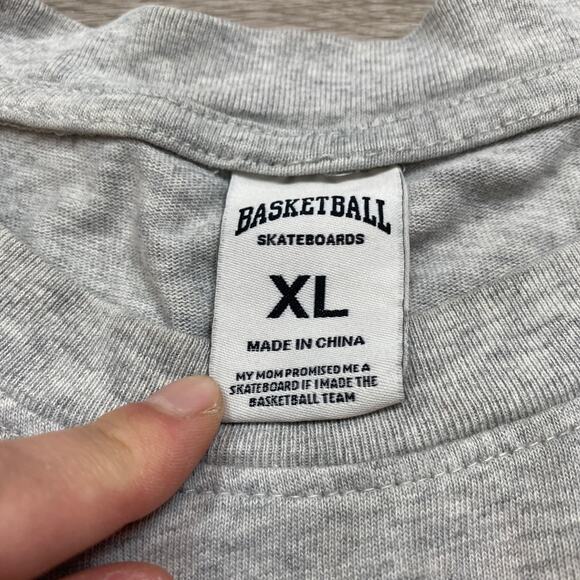 BASKETBALL
SKATEBOARDS
XL
MADE IN CHINA
MY MOM PROMISED ME A
SKATEBOARD IF I MADE THE
BASKETBALL TEAM